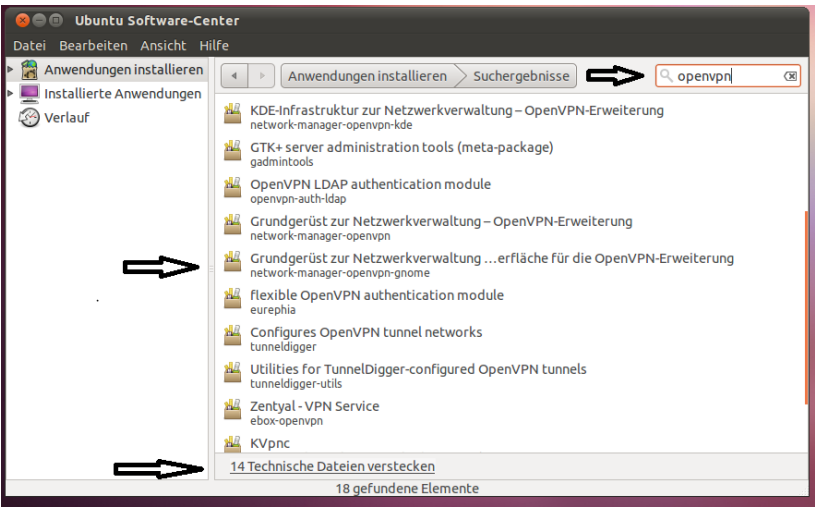 Ubuntu Software-Center
Datei Bearbeiten Ansicht Hilfe
Anwendungen installieren
Installierte Anwendungen
Verlauf
Anwendungen installieren Suchergebnisse openvpn
KDE-Infrastruktur zur Netzwerkverwaltung – OpenVPN-Erweiterung
network-manager-openvpn-kde
GTK+ server administration tools (meta-package)
gadmintools
OpenVPN LDAP authentication module
openvpn-auth-ldap
Grundgerüst zur Netzwerkverwaltung – OpenVPN-Erweiterung
network-manager-openvpn
Grundgerüst zur Netzwerkverwaltung …erfläche für die OpenVPN-Erweiterung
network-manager-openvpn-gnome
flexible OpenVPN authentication module
eurephia
Configures OpenVPN tunnel networks
tunneldigger
Utilities for TunnelDigger-configured OpenVPN tunnels
tunneldigger-utils
Zentyal - VPN Service
ebox-openvpn
KVpnc
14 Technische Dateien verstecken
18 gefundene Elemente